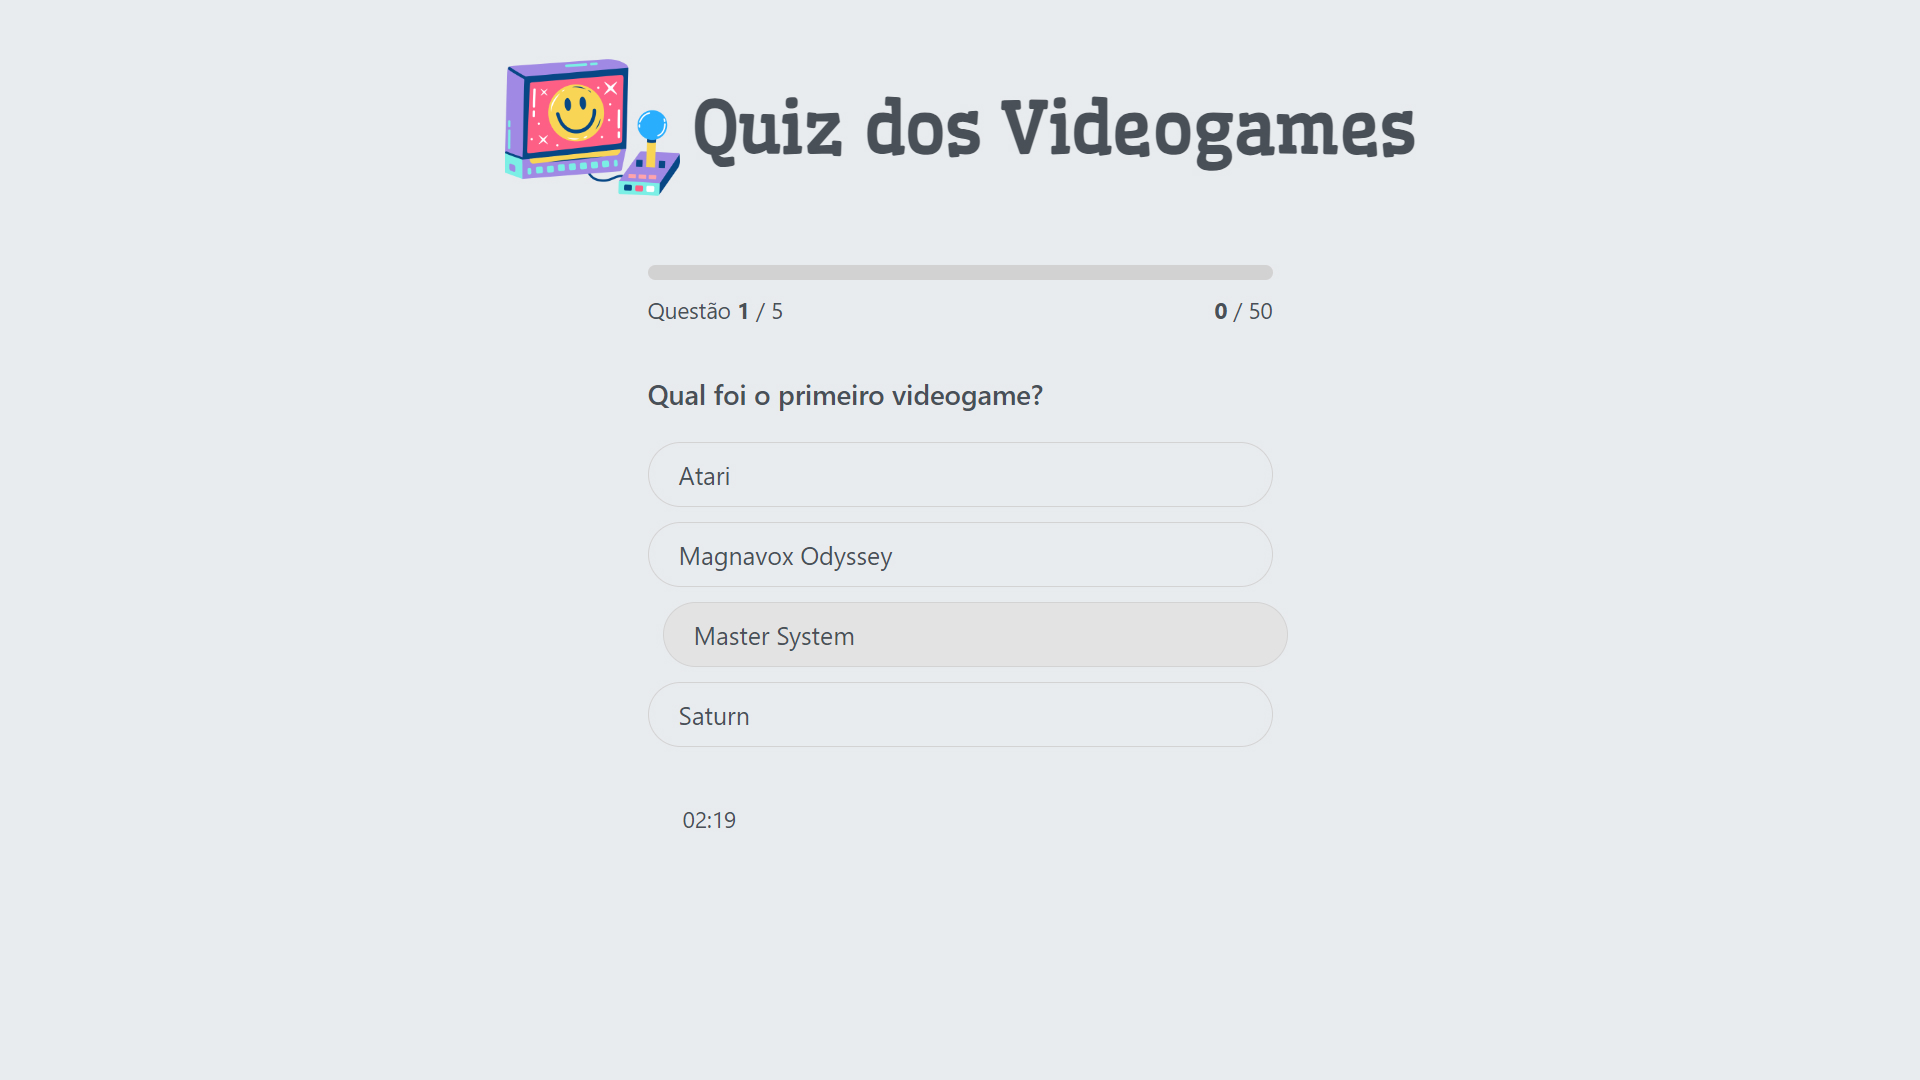 Quiz dos Videogames
Questão 1 / 5
0 / 50
Qual foi o primeiro videogame?
Atari
Magnavox Odyssey
Master System
Saturn
02:19